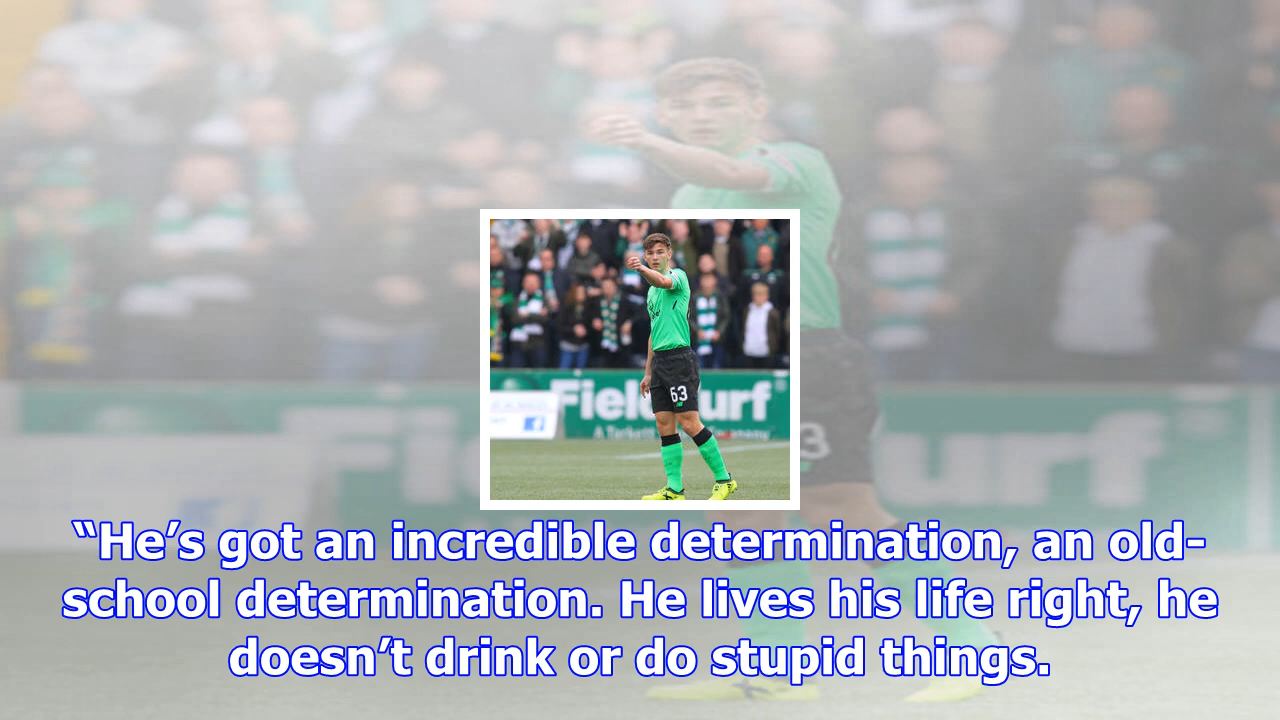 63
“He’s got an incredible determination, an old-
school determination. He lives his life right, he
doesn’t drink or do stupid things.